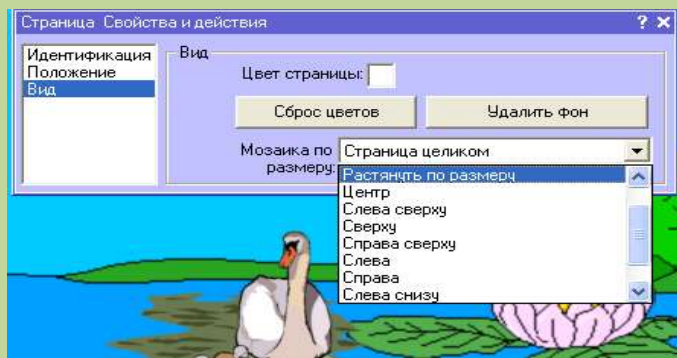 Страница Свойства и действия
Идентификация
Положение
Вид
Вид
Цвет страницы:
Сброс цветов
Удалить фон
Мозаика по размеру:
Страница целиком
Растянуть по размеру
Центр
Слева сверху
Сверху
Справа сверху
Слева
Справа
Слева снизу